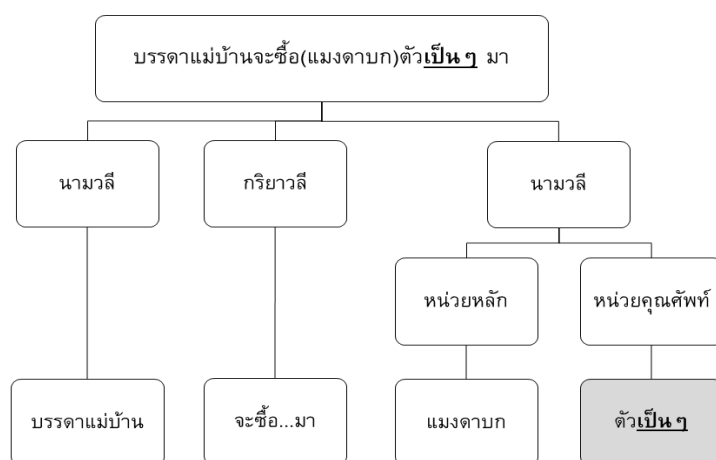 บรรดาแม่บ้านจะซื้อ(แมงดาบก)ตัวเป็น ๆ มา
นามวลี
กริยาวลี
นามวลี
หน่วยหลัก
หน่วยคุณศัพท์
บรรดาแม่บ้าน
จะซื้อ...มา
แมงดาบก
ตัวเป็น ๆ